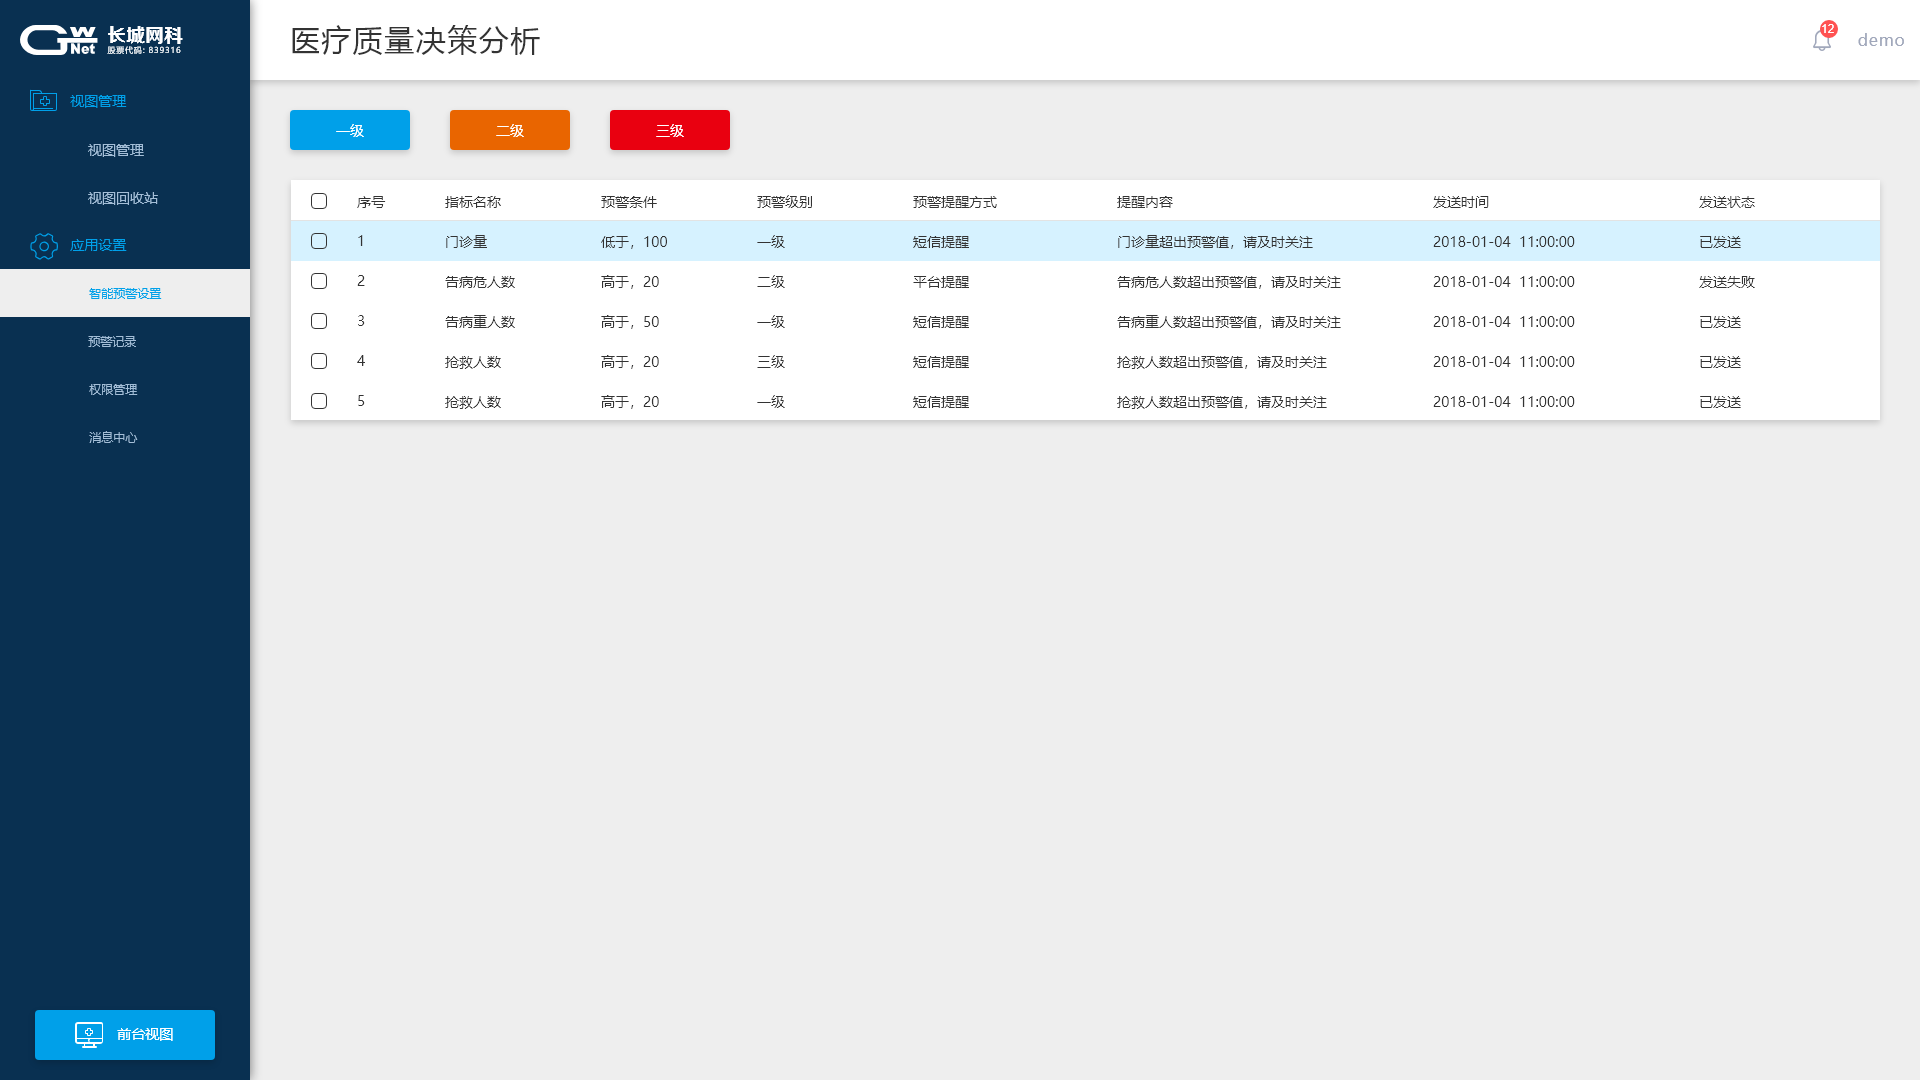 GW Net 长城网科
股票代码: 839316
医疗质量决策分析
12
demo
视图管理
视图管理
视图回收站
应用设置
智能预警设置
预警记录
权限管理
消息中心
前台视图
一级 二级 三级
序号 指标名称 预警条件 预警级别 预警提醒方式 提醒内容 发送时间 发送状态
1 门诊量 低于，100 一级 短信提醒 门诊量超出预警值，请及时关注 2018-01-04 11:00:00 已发送
2 告病危人数 高于，20 二级 平台提醒 告病危人数超出预警值，请及时关注 2018-01-04 11:00:00 发送失败
3 告病重人数 高于，50 一级 短信提醒 告病重人数超出预警值，请及时关注 2018-01-04 11:00:00 已发送
4 抢救人数 高于，20 三级 短信提醒 抢救人数超出预警值，请及时关注 2018-01-04 11:00:00 已发送
5 抢救人数 高于，20 一级 短信提醒 抢救人数超出预警值，请及时关注 2018-01-04 11:00:00 已发送